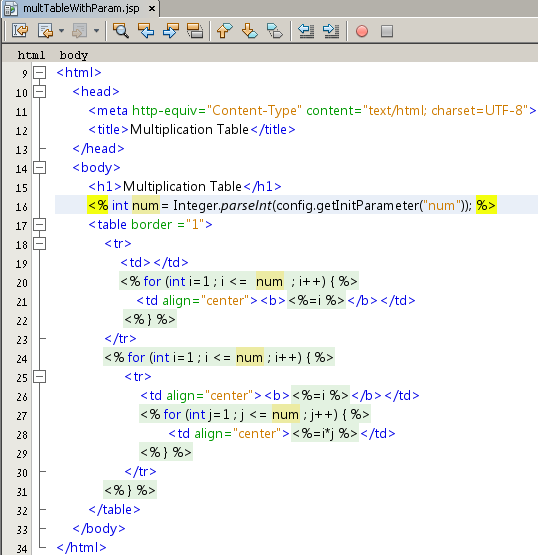 multTableWithParam.jsp
html body
9 <html>
10 <head>
11 <meta http-equiv="Content-Type" content="text/html; charset=UTF-8">
12 <title>Multiplication Table</title>
13 </head>
14 <body>
15 <h1>Multiplication Table</h1>
16 <% int num = Integer.parseInt(config.getInitParameter("num")); %>
17 <table border ="1">
18 <tr>
19 <td></td>
20 <% for (int i=1 ; i <= num ; i++) { %>
21 <td align="center"><b><%=i %></b></td>
22 <% } %>
23 </tr>
24 <% for (int i=1 ; i <= num ; i++) { %>
25 <tr>
26 <td align="center"><b><%=i %></b></td>
27 <% for (int j=1 ; j <= num ; j++) { %>
28 <td align="center"><%=i*j %></td>
29 <% } %>
30 </tr>
31 <% } %>
32 </table>
33 </body>
34 </html>